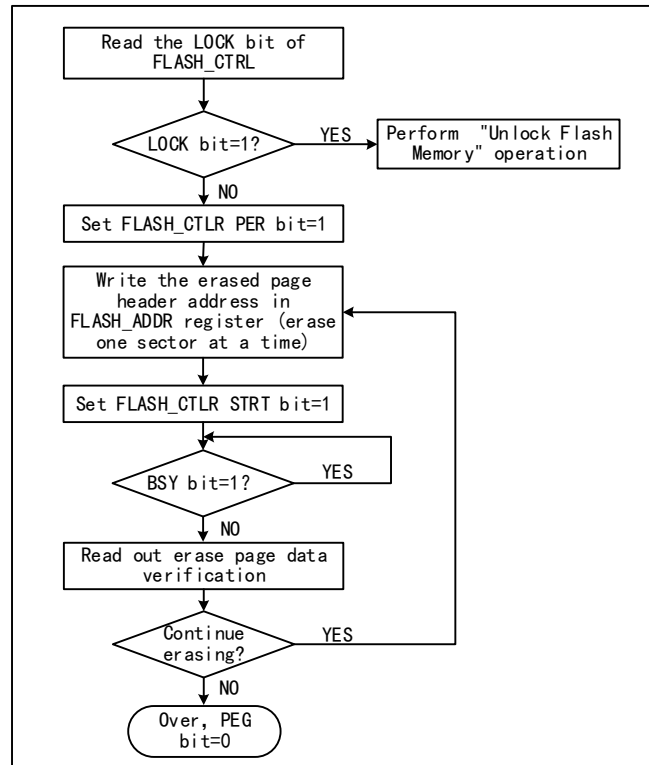 Read the LOCK bit of
FLASH_CTRL
LOCK bit=1?
YES
Perform "Unlock Flash
Memory" operation
NO
Set FLASH_CTLR PER bit=1
Write the erased page
header address in
FLASH_ADDR register (erase
one sector at a time)
Set FLASH_CTLR STRT bit=1
BSY bit=1?
YES
NO
Read out erase page data
verification
Continue
erasing?
YES
NO
Over, PEG
bit=0